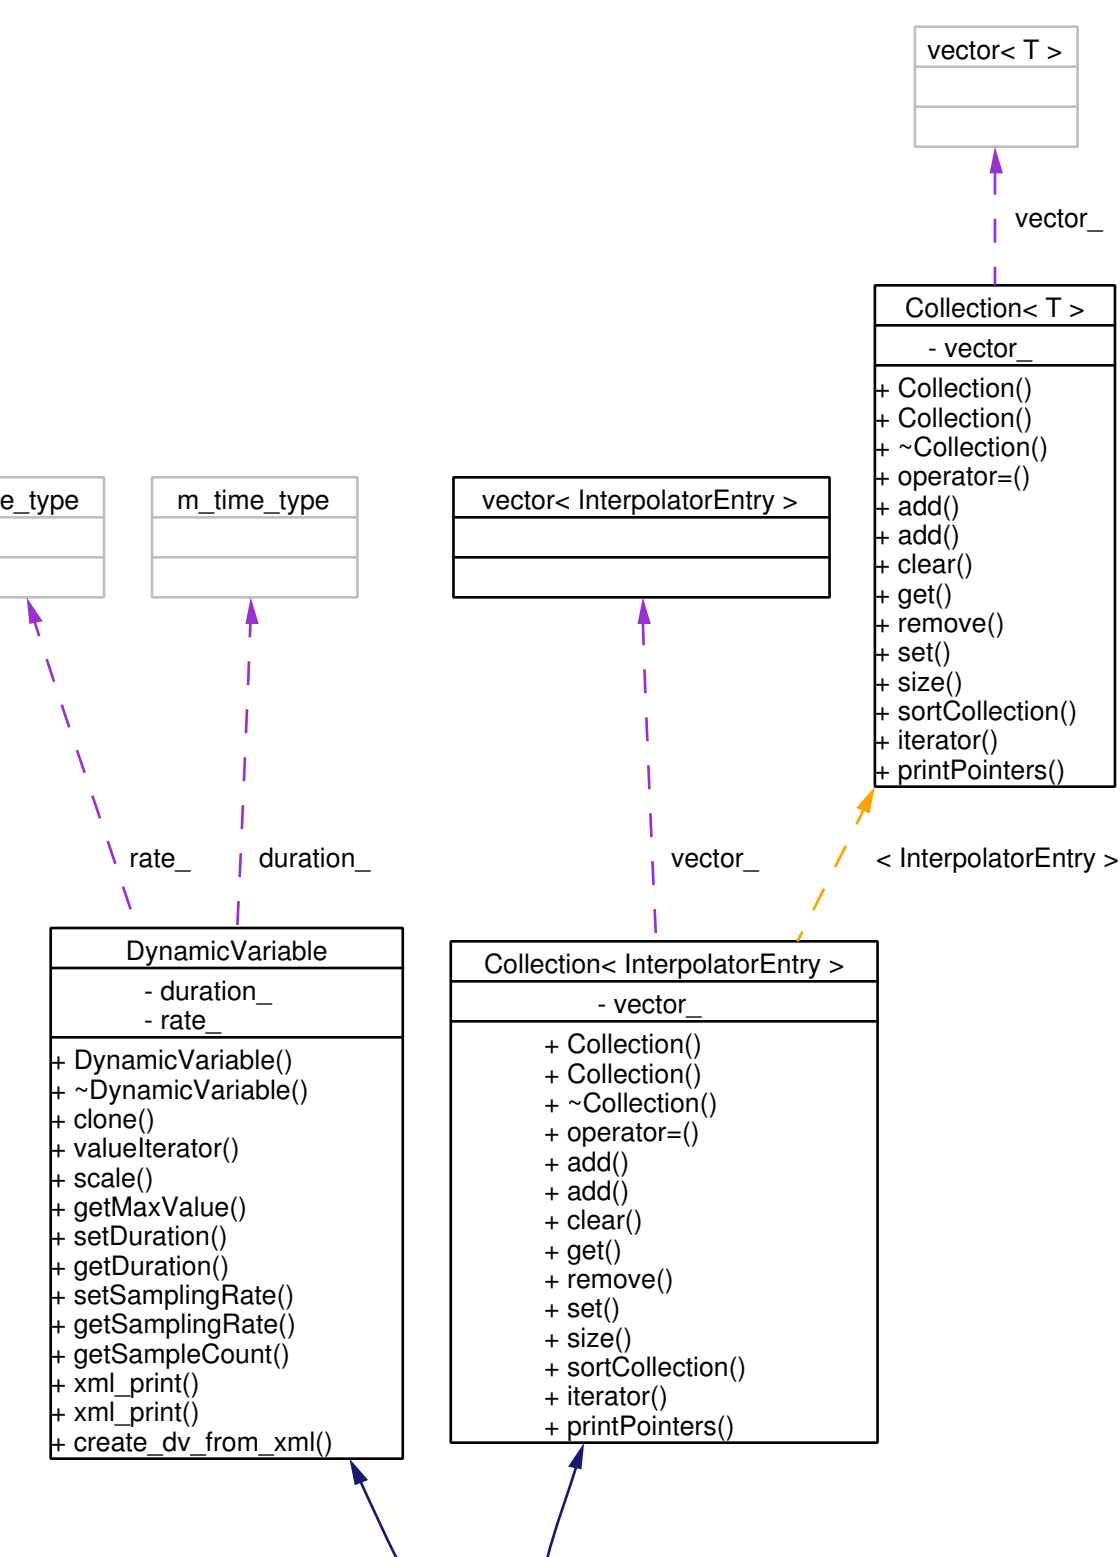 vector< T >
vector_
Collection< T >
- vector_
+ Collection()
+ Collection()
+ ~Collection()
+ operator=()
+ add()
+ add()
+ clear()
+ get()
+ remove()
+ set()
+ size()
+ sortCollection()
+ iterator()
+ printPointers()
e_type
m_time_type
vector< InterpolatorEntry >
rate_
duration_
vector_
< InterpolatorEntry >
DynamicVariable
- duration_
- rate_
+ DynamicVariable()
+ ~DynamicVariable()
+ clone()
+ valueIterator()
+ scale()
+ getMaxValue()
+ setDuration()
+ getDuration()
+ setSamplingRate()
+ getSamplingRate()
+ getSampleCount()
+ xml_print()
+ xml_print()
+ create_dv_from_xml()
Collection< InterpolatorEntry >
- vector_
+ Collection()
+ Collection()
+ ~Collection()
+ operator=()
+ add()
+ add()
+ clear()
+ get()
+ remove()
+ set()
+ size()
+ sortCollection()
+ iterator()
+ printPointers()